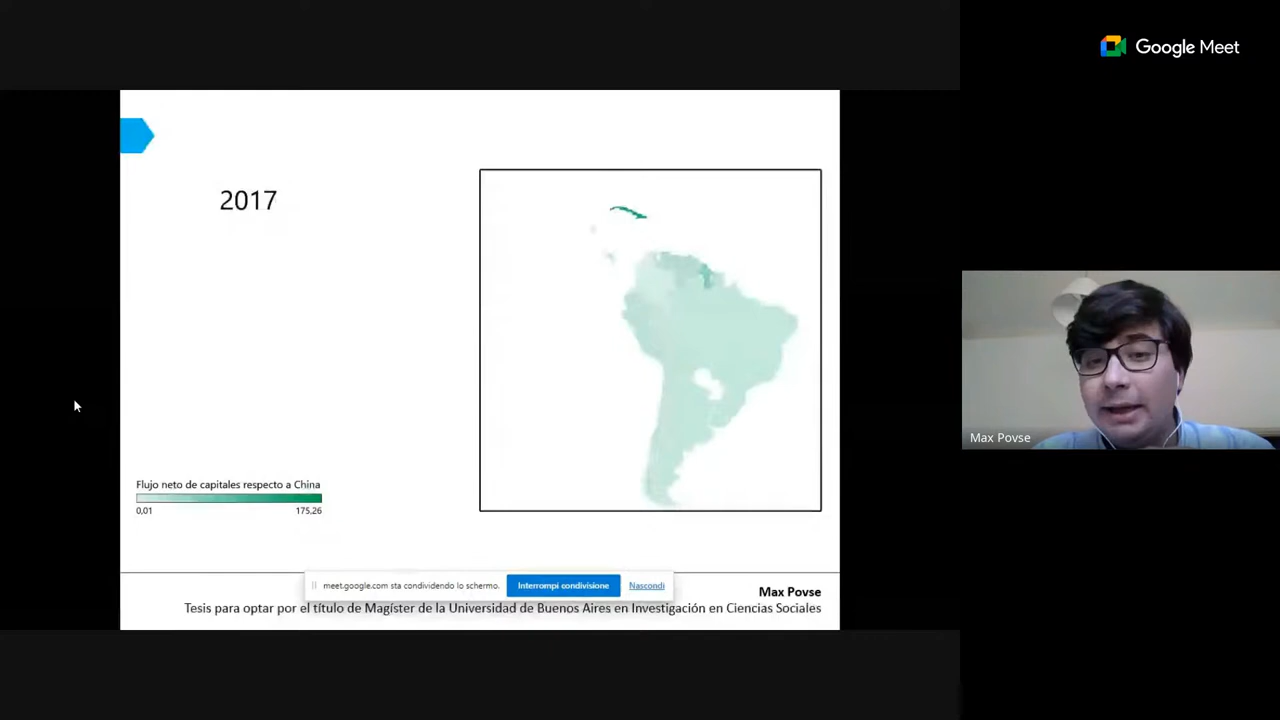 Google Meet
2017
Flujo neto de capitales respecto a China
0,01 175,26
meet.google.com sta condividendo lo schermo. Interrompi condivisione Nascondi
Max Povse
Tesis para optar por el título de Magíster de la Universidad de Buenos Aires en Investigación en Ciencias Sociales
Max Povse